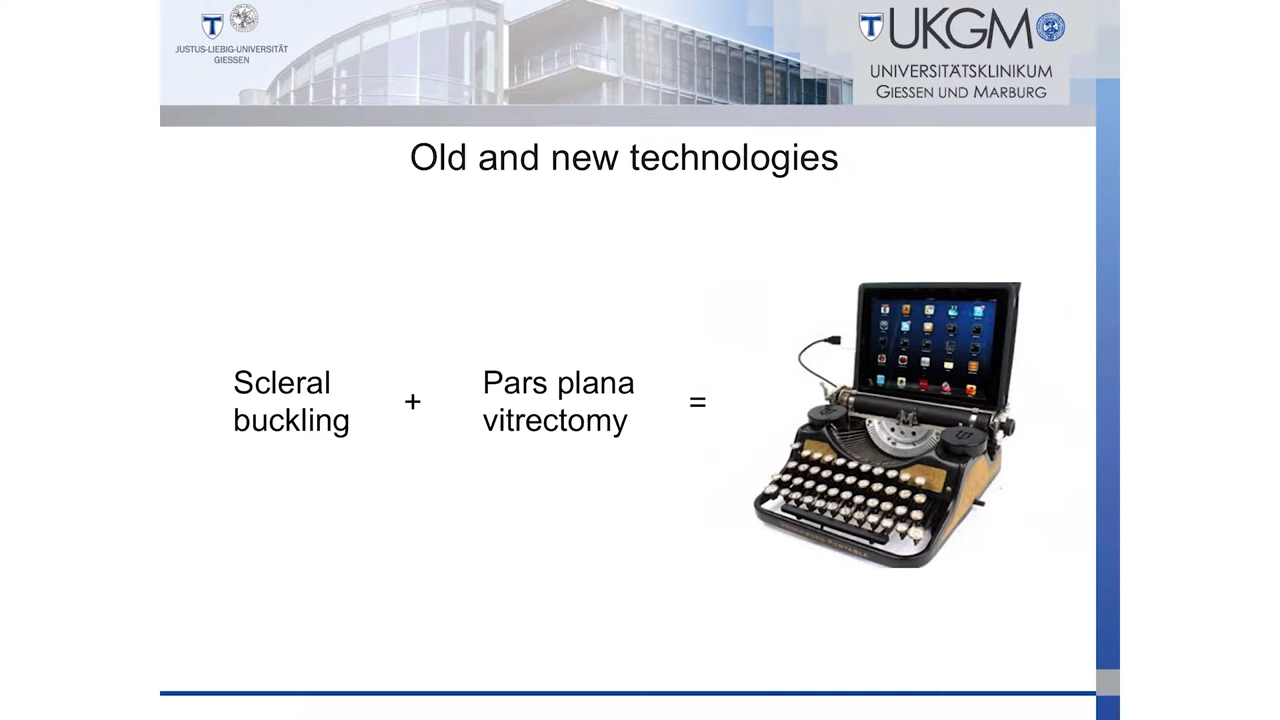 JUSTUS-LIEBIG-UNIVERSITÄT
GIESSEN
UKGM
UNIVERSITÄTSKLINIKUM
GIESSEN UND MARBURG
Old and new technologies
Scleral
buckling
+
Pars plana
vitrectomy
=